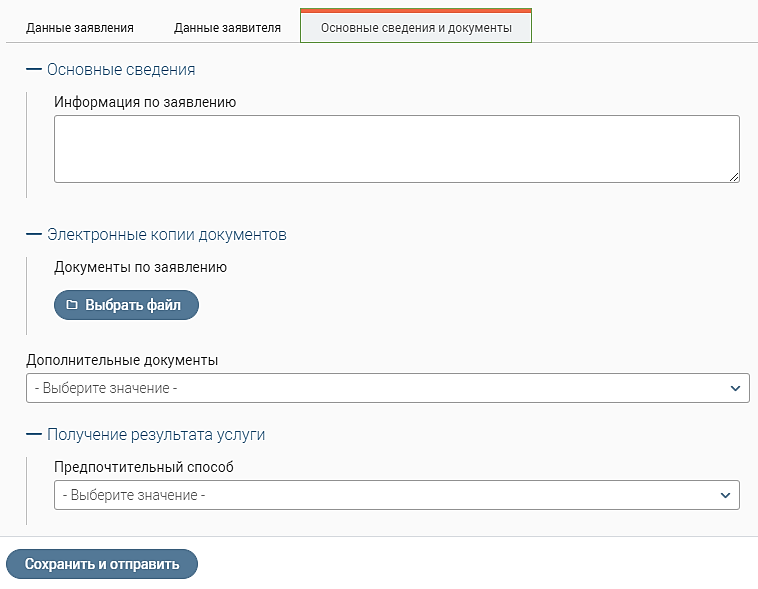 Данные заявления Данные заявителя Основные сведения и документы
Основные сведения
Информация по заявлению
Электронные копии документов
Документы по заявлению
Выбрать файл
Дополнительные документы
- Выберите значение -
Получение результата услуги
Предпочтительный способ
- Выберите значение -
Сохранить и отправить